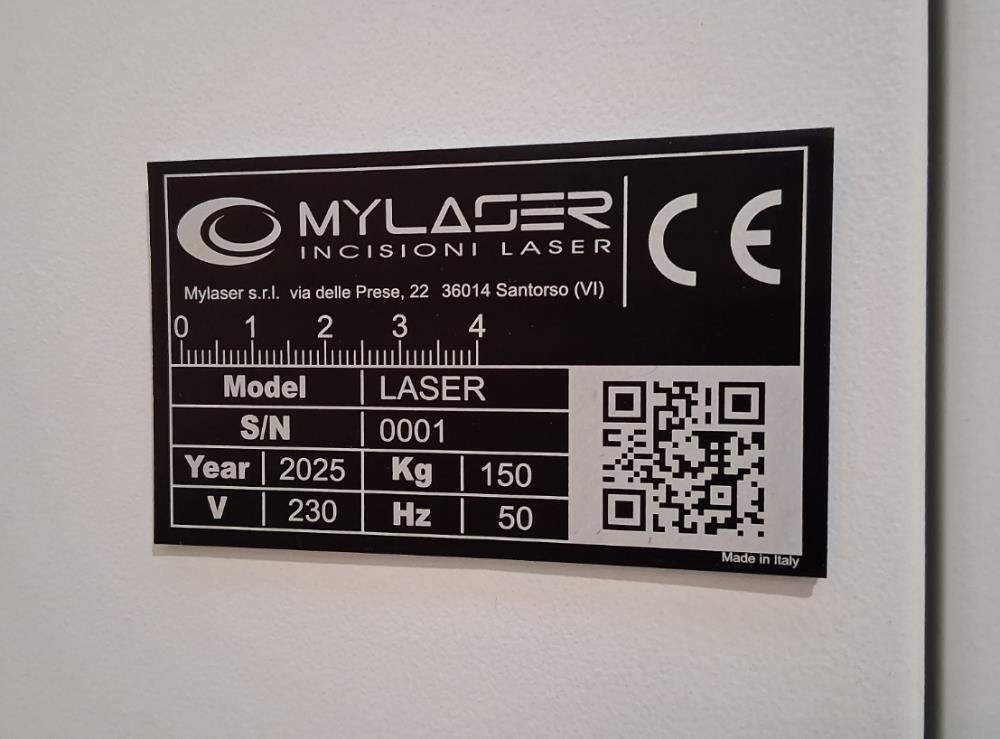 MYLASER
INCISIONI LASER
CE
Mylaser s.r.l. via delle Prese, 22 36014 Santorso (VI)
0 1 2 3 4
Model LASER
S/N 0001
Year 2025 Kg 150
V 230 Hz 50
Made in Italy